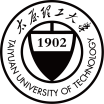 太原理工大学
1902
TAIYUAN UNIVERSITY OF TECHNOLOGY